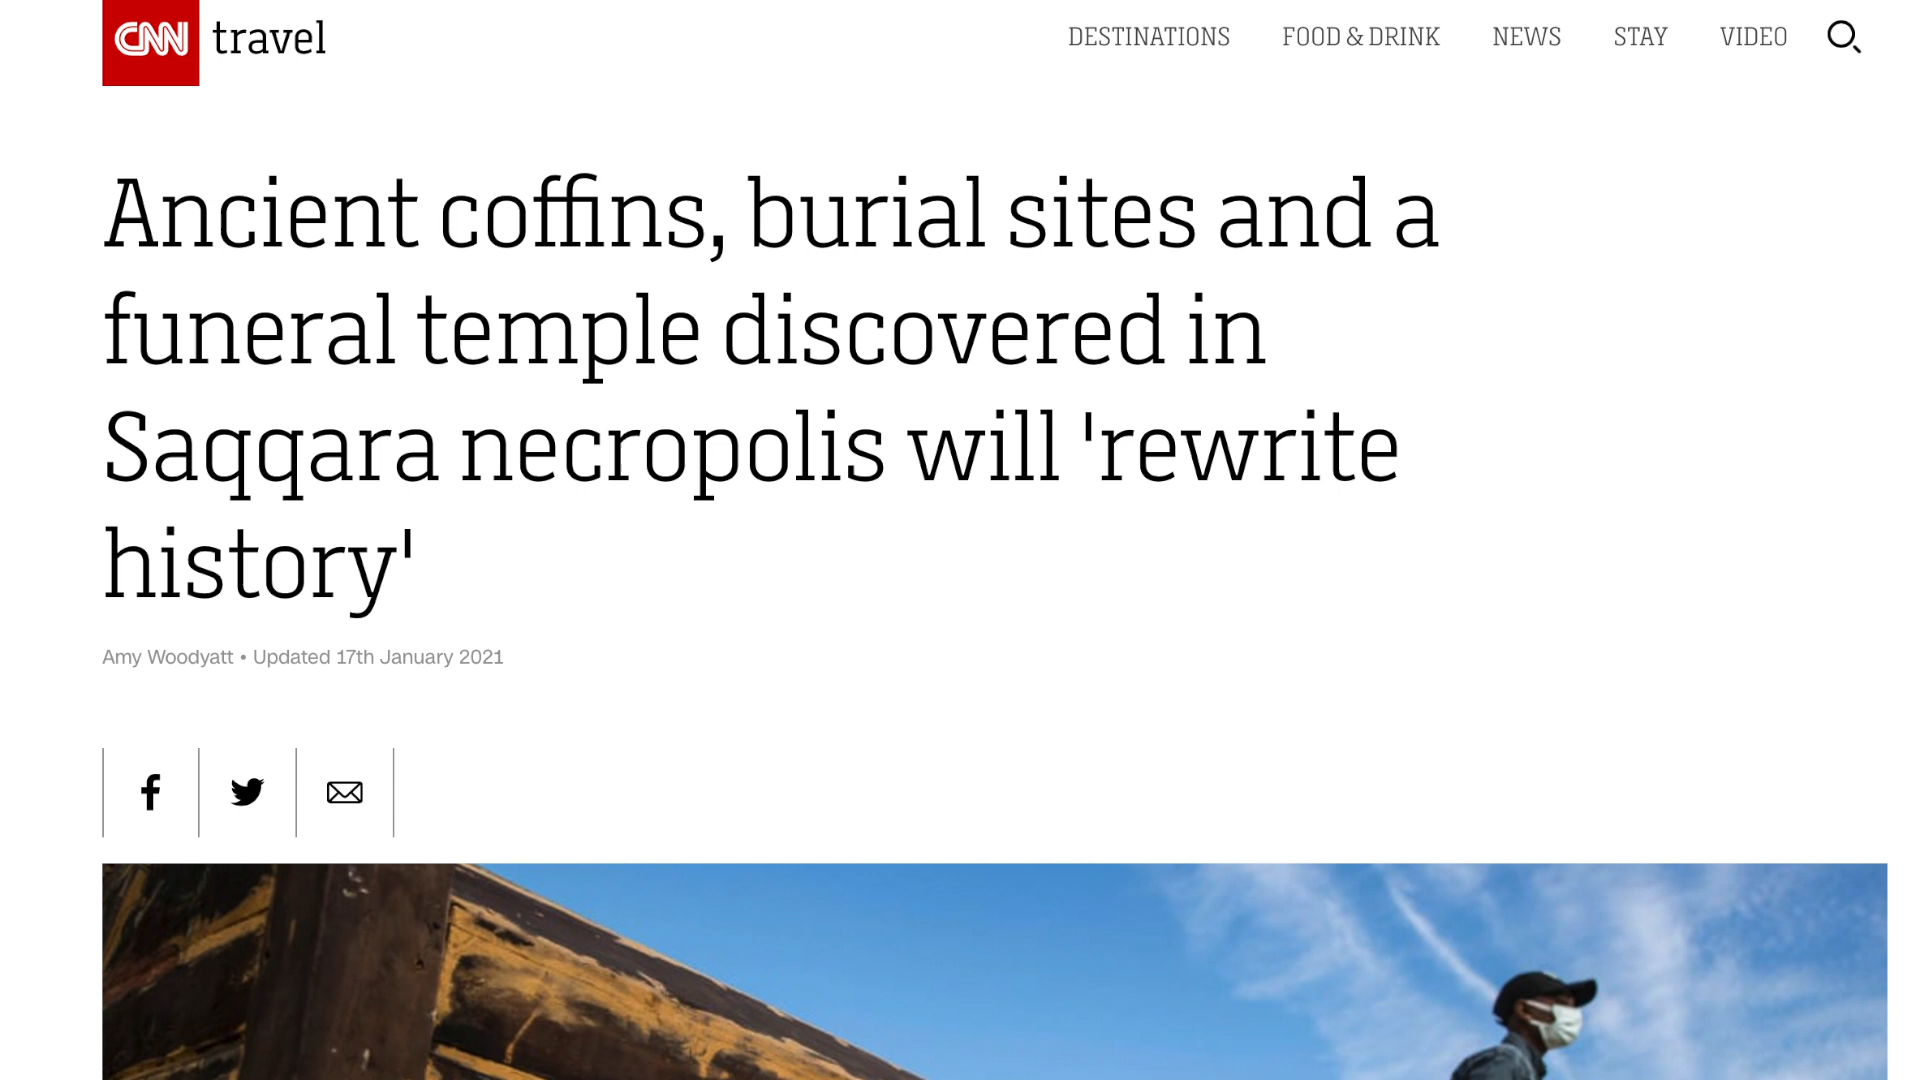 CNN travel
DESTINATIONS FOOD & DRINK NEWS STAY VIDEO
Ancient coffins, burial sites and a
funeral temple discovered in
Saqqara necropolis will 'rewrite
history'
Amy Woodyatt • Updated 17th January 2021